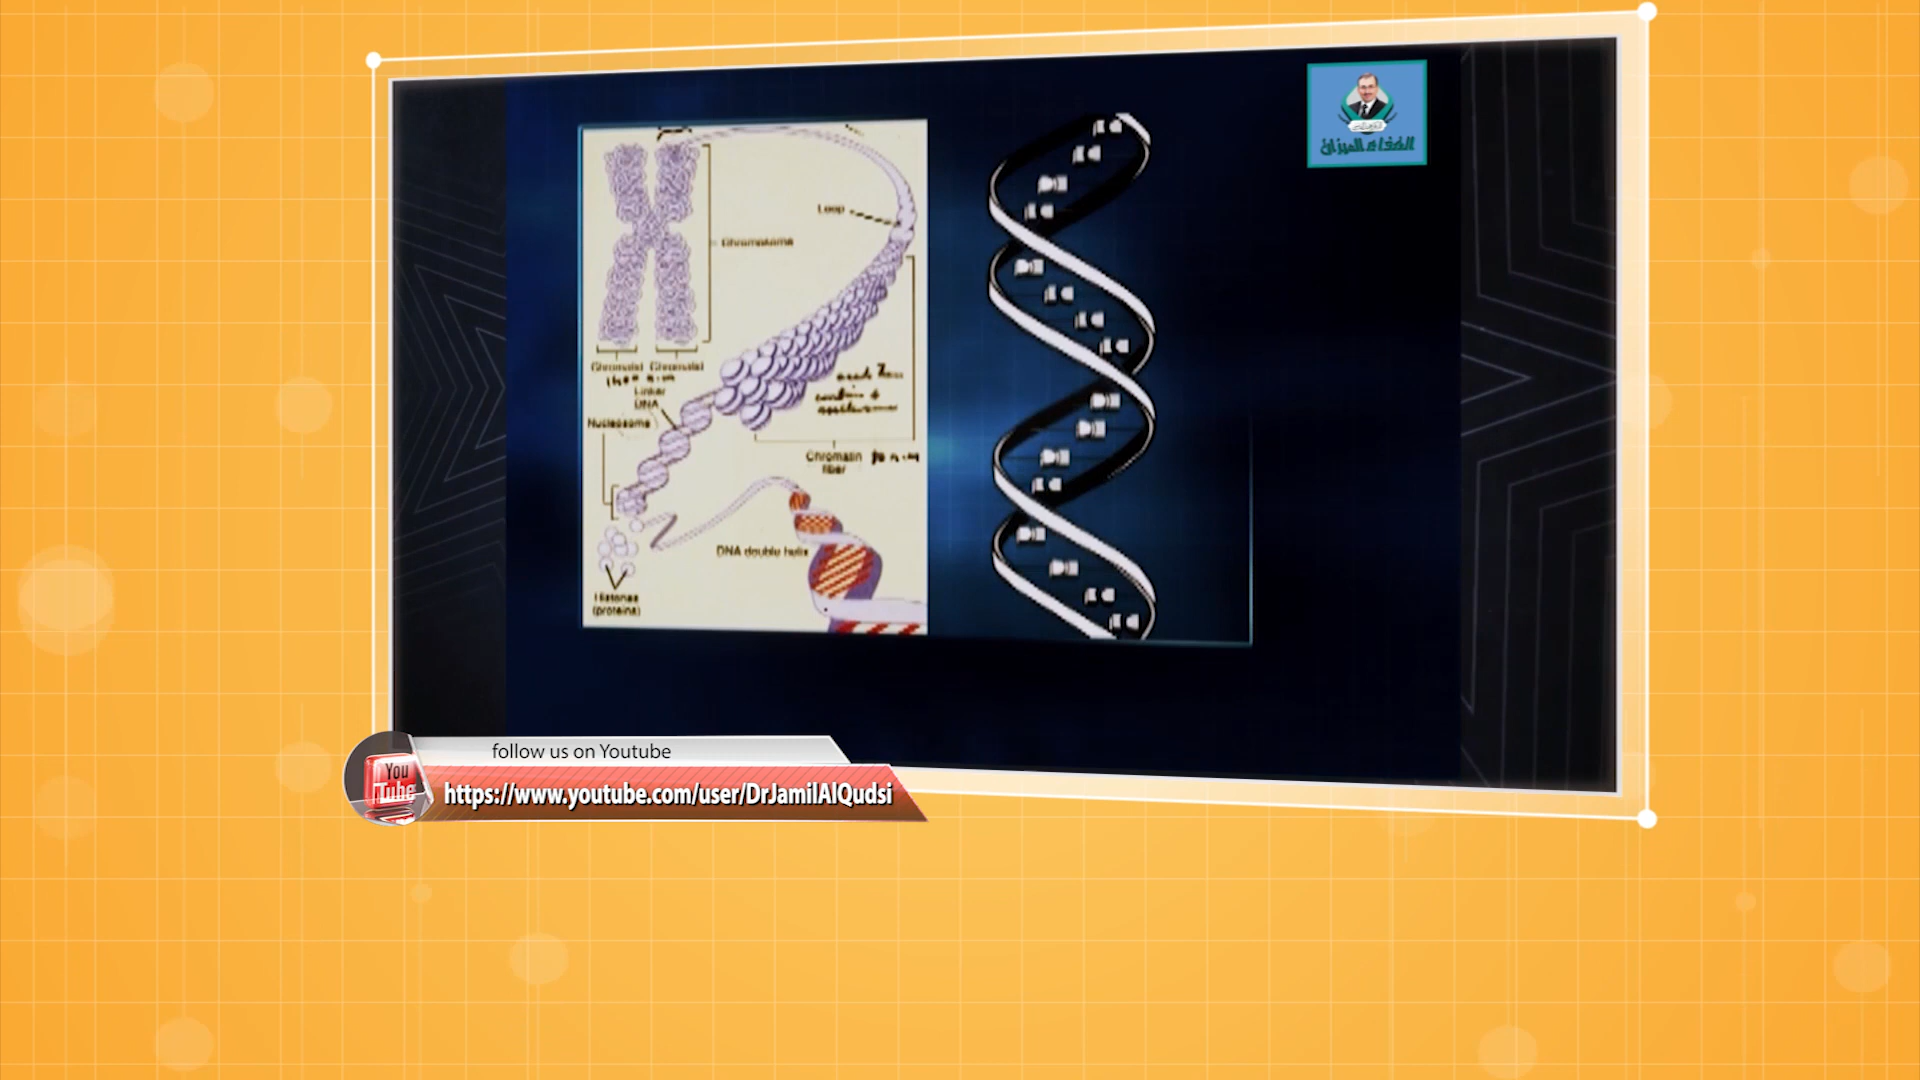 الغذاء الميزان
Loop
Chromosome
Chromatid Chromatid
Linker
DNA
Nucleosome
Chromatin
fiber
DNA double helix
Histones
(proteins)
follow us on Youtube
You
Tube
https://www.youtube.com/user/DrJamilAlQudsi